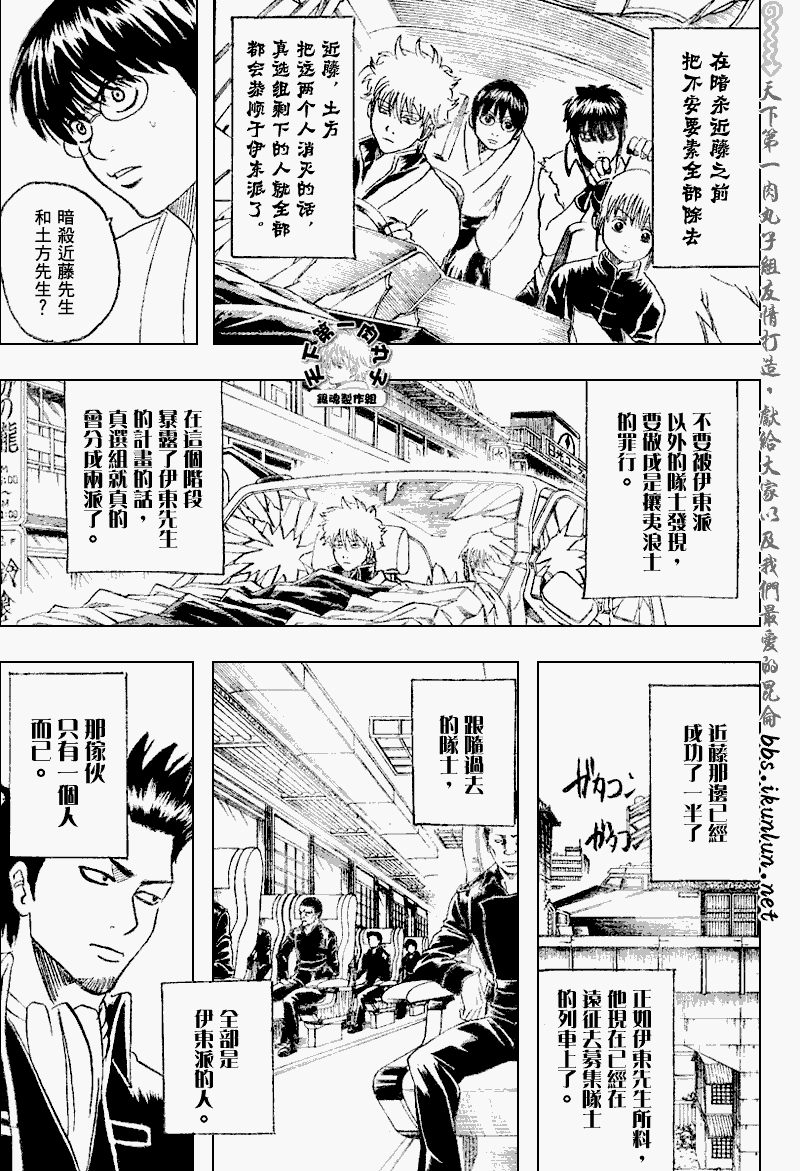 在暗杀近藤之前
把不安要素全部除去
近藤，土方
把这两个人消灭的话，
真选组剩下的人就全部
都会恭顺于伊东派了。
暗殺近藤先生
和土方先生？
天下第一肉丸子
銀魂製作組
不要被伊東派
以外的隊士發現，
要做成是攘夷浪士
的罪行。
在這個階段
暴露了伊東先生
的計畫的話，
真選組就真的
會分成兩派了。
近藤那邊已經
成功了一半了
ガタコン
ガタコン
正如伊東先生所料，
他現在已經在
遠征去募集隊士
的列車上了。
跟隨過去
的隊士，
全部是
伊東派的人。
那傢伙
只有一個人
而已。
天下第一肉丸子組友情打造，獻給大家以及我們最愛的昆侖 bbs.ikunlun.net